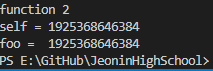 function 2
self = 1925368646384
foo =  1925368646384
PS E:\GitHub\JeoninHighSchool>